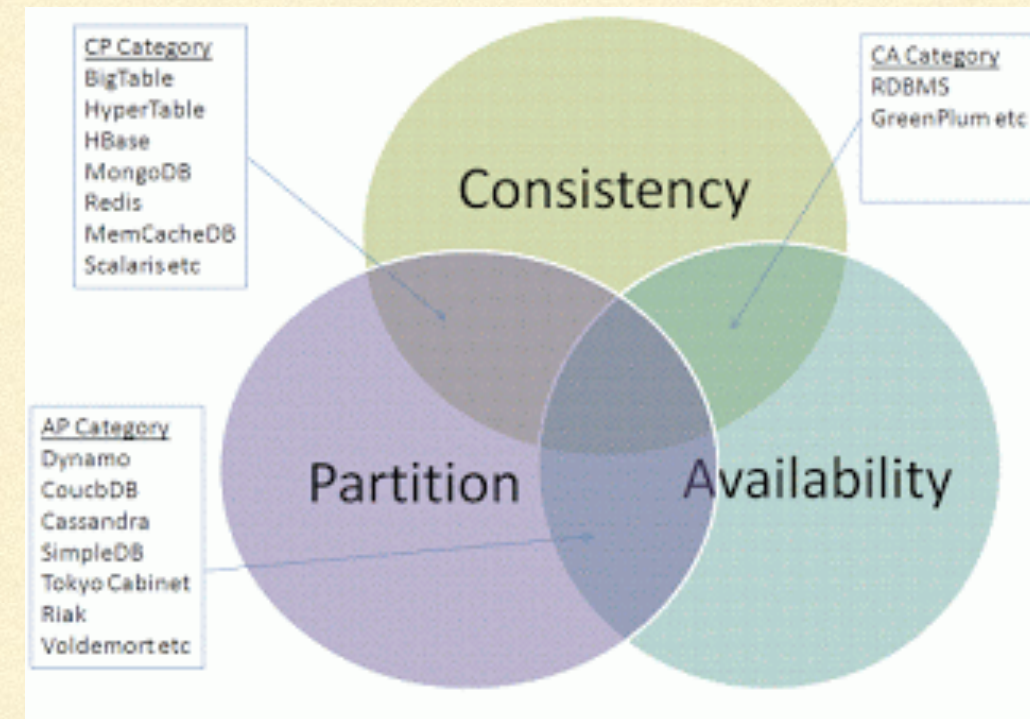 CP Category
BigTable
HyperTable
HBase
MongoDB
Redis
MemCacheDB
Scalaris etc
CA Category
RDBMS
GreenPlum etc
Consistency
Partition
Availability
AP Category
Dynamo
CoucbDB
Cassandra
SimpleDB
Tokyo Cabinet
Riak
Voldemort etc